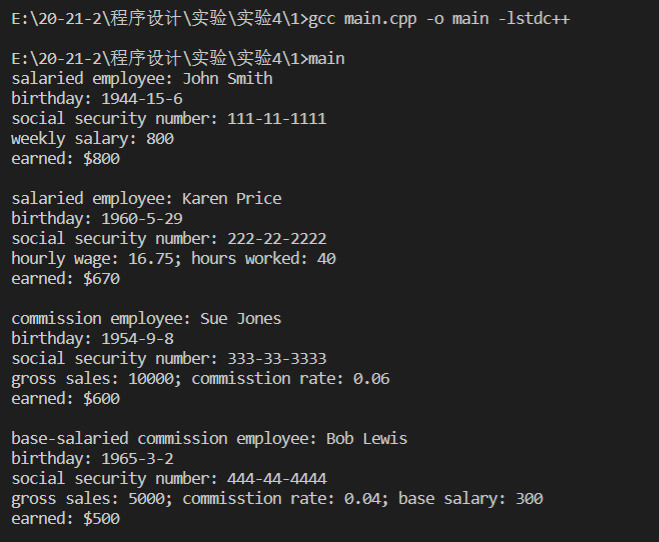 E:\20-21-2\程序设计\实验\实验4\1>gcc main.cpp -o main -lstdc++
E:\20-21-2\程序设计\实验\实验4\1>main
salaried employee: John Smith
birthday: 1944-15-6
social security number: 111-11-1111
weekly salary: 800
earned: $800
salaried employee: Karen Price
birthday: 1960-5-29
social security number: 222-22-2222
hourly wage: 16.75; hours worked: 40
earned: $670
commission employee: Sue Jones
birthday: 1954-9-8
social security number: 333-33-3333
gross sales: 10000; commisstion rate: 0.06
earned: $600
base-salaried commission employee: Bob Lewis
birthday: 1965-3-2
social security number: 444-44-4444
gross sales: 5000; commisstion rate: 0.04; base salary: 300
earned: $500